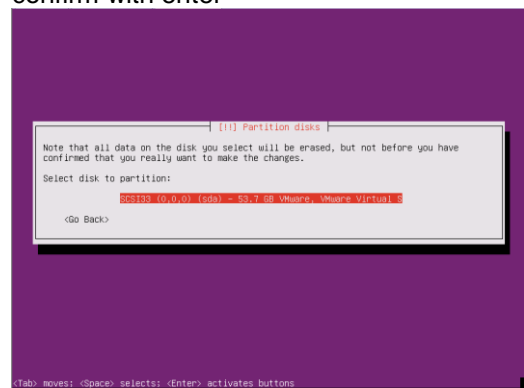 confirm with enter
[!!] Partition disks
Note that all data on the disk you select will be erased, but not before you have
confirmed that you really want to make the changes.
Select disk to partition:
SCSI33 (0,0,0) (sda) - 53.7 GB VMware, VMware Virtual S
<Go Back>
<Tab> moves; <Space> selects; <Enter> activates buttons